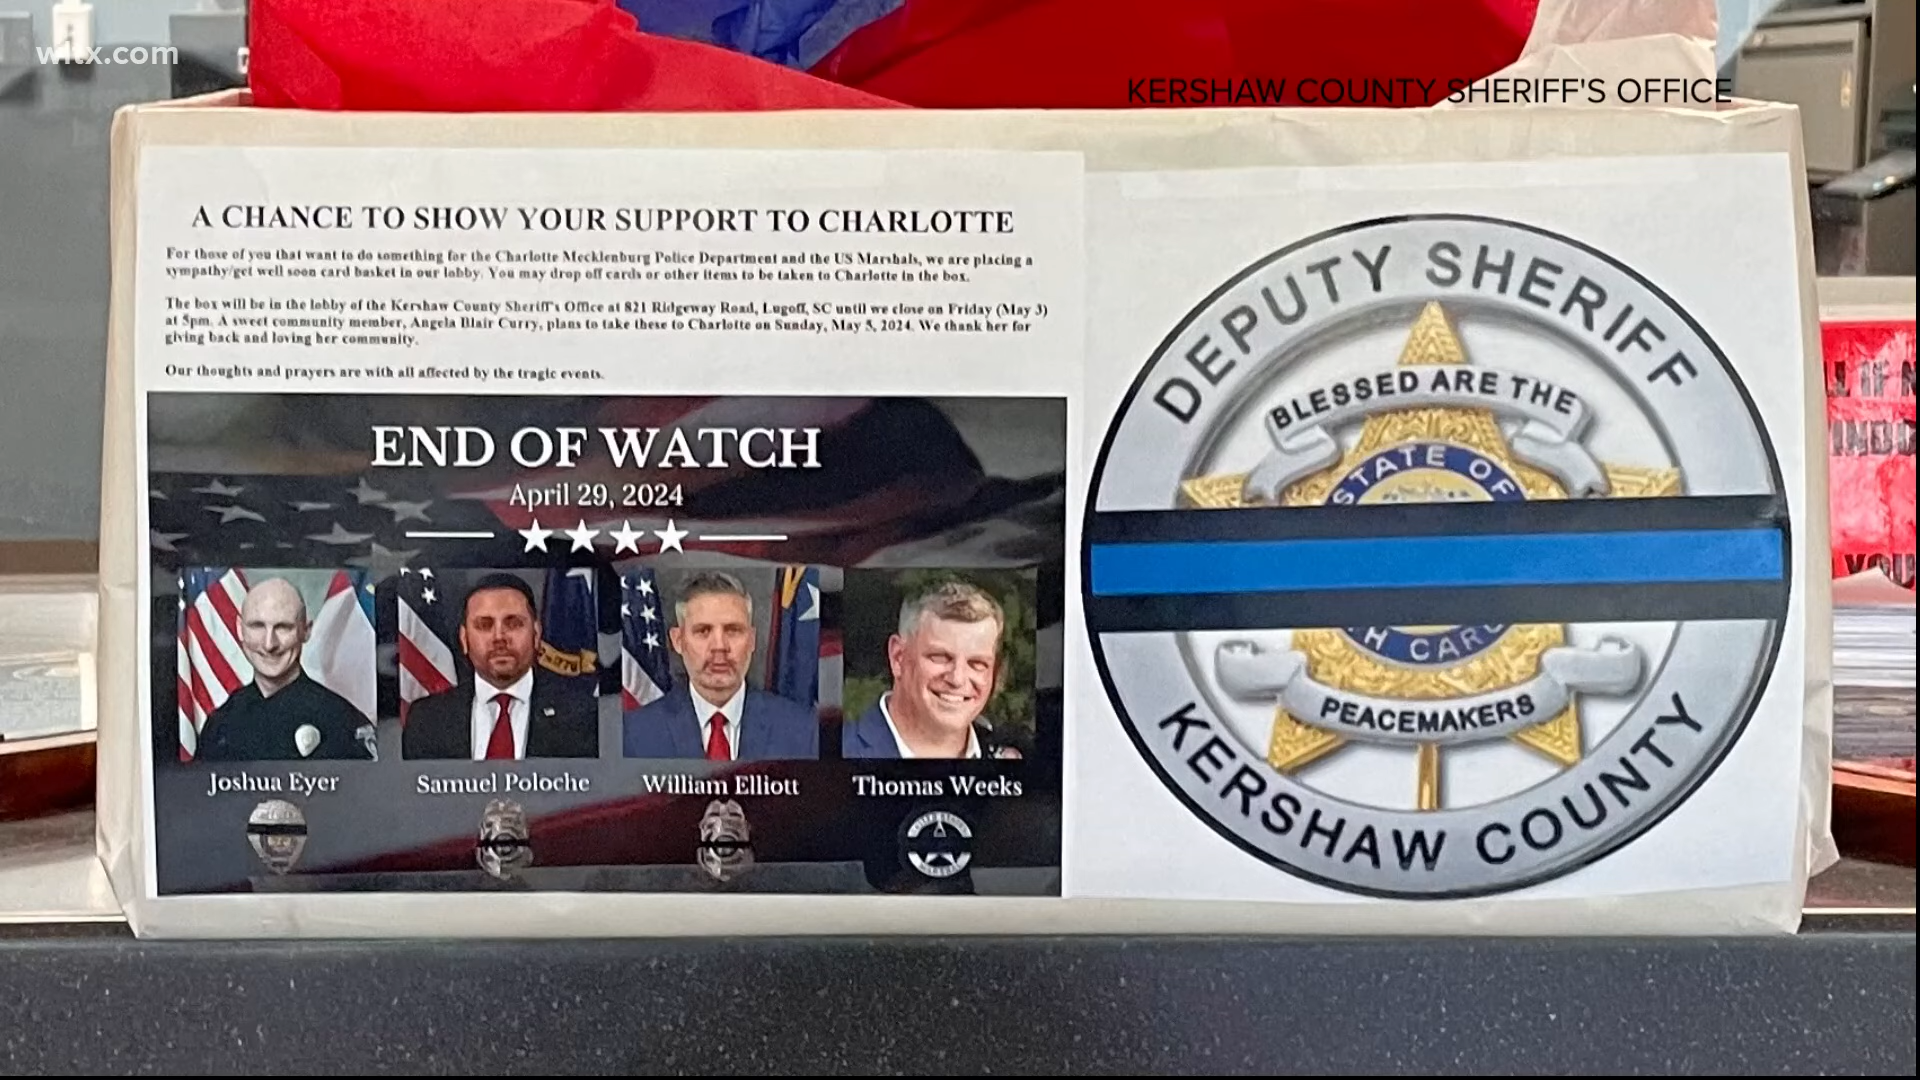 wltx.com
KERSHAW COUNTY SHERIFF'S OFFICE
A CHANCE TO SHOW YOUR SUPPORT TO CHARLOTTE
For those of you that want to do something for the Charlotte Mecklenburg Police Department and the US Marshals, we are placing a
sympathy/get well soon card basket in our lobby. You may drop off cards or other items to be taken to Charlotte in the box.
The box will be in the lobby of the Kershaw County Sheriff's Office at 821 Ridgeway Road, Lugoff, SC until we close on Friday (May 3)
at 5pm. A sweet community member, Angela Blair Curry, plans to take these to Charlotte on Sunday, May 5, 2024. We thank her for
giving back and loving her community.
Our thoughts and prayers are with all affected by the tragic events.
END OF WATCH
April 29, 2024
Joshua Eyer
Samuel Poloche
William Elliott
Thomas Weeks
DEPUTY SHERIFF
BLESSED ARE THE
STATE OF
TH CARO
PEACEMAKERS
KERSHAW COUNTY
IF
YOU